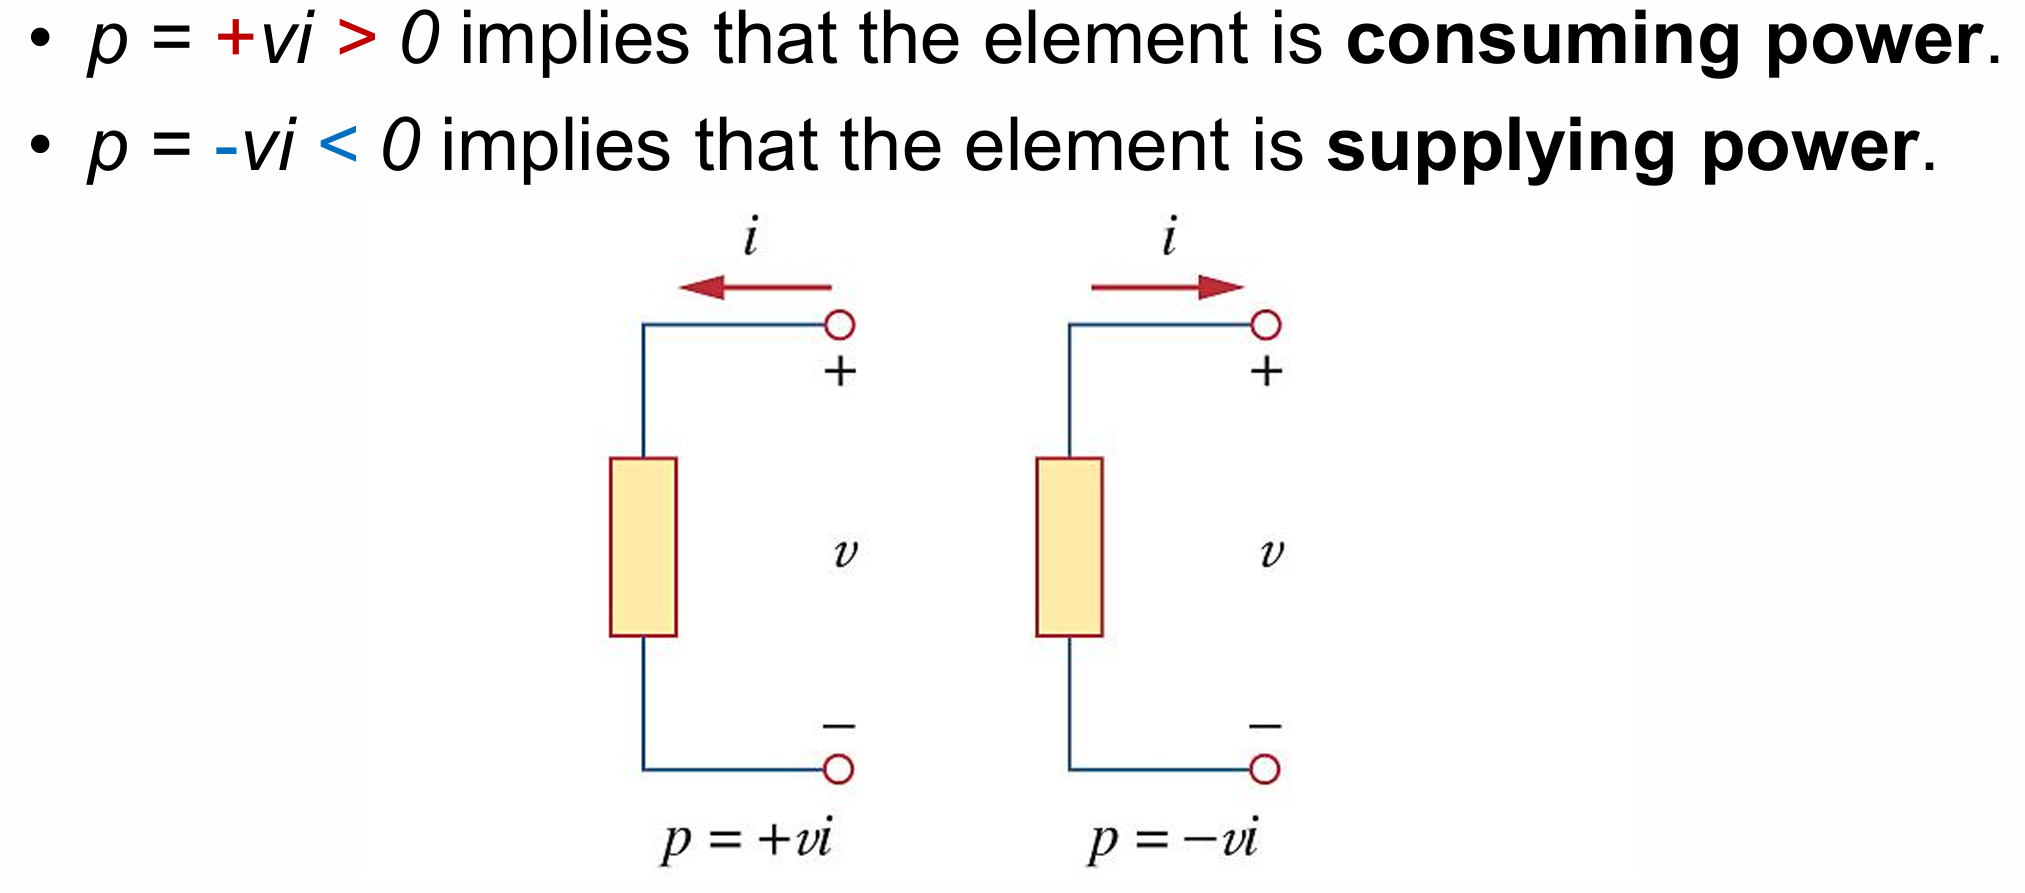 • p = +vi > 0 implies that the element is consuming power.
• p = -vi < 0 implies that the element is supplying power.
i i
+ +
v v
− −
p = +vi p = −vi